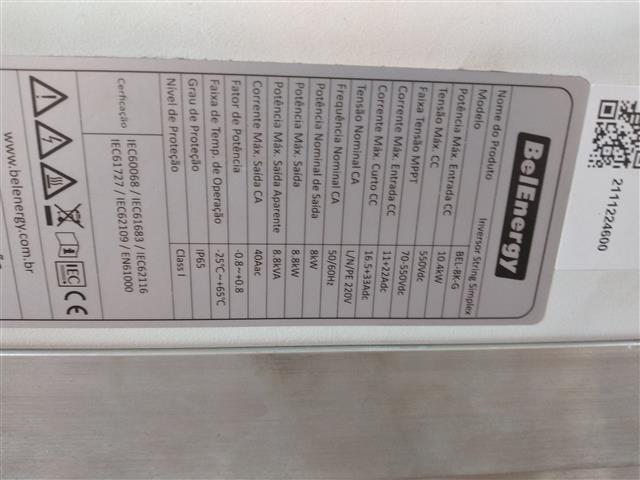 2111224600
BelEnergy
Nome do Produto Inversor String Simplex
Modelo BEL-8K-G
Potência Máx. Entrada CC 10.4kW
Tensão Máx. CC 550Vdc
Faixa Tensão MPPT 70-550Vdc
Corrente Máx. Entrada CC 11+22Adc
Corrente Máx. Curto CC 16.5+33Adc
Tensão Nominal CA L/N/PE 220V
Frequência Nominal CA 50/60Hz
Potência Nominal de Saída 8kW
Potência Máx. Saída 8.8kW
Potência Máx. Saída Aparente 8.8kVA
Corrente Máx. Saída CA 40Aac
Fator de Potência -0.8~+0.8
Faixa de Temp. de Operação -25℃~+65℃
Grau de Proteção IP65
Nível de Proteção Class I
Cerficação IEC60068 / IEC61683 / IEC62116
IEC61727 / IEC62109 / EN61000
IEC CE
www.belenergy.com.br